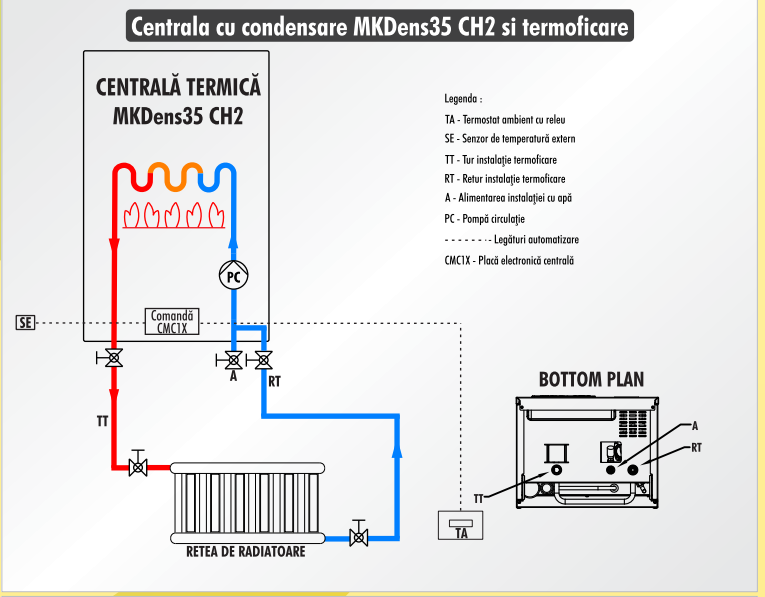 Centrala cu condensare MKDens35 CH2 si termoficare
CENTRALĂ TERMICĂ
MKDens35 CH2
PC
SE
Comandă
CMC1X
A
RT
TT
RETEA DE RADIATOARE
TA
Legenda :
TA - Termostat ambient cu releu
SE - Senzor de temperatură extern
TT - Tur instalație termoficare
RT - Retur instalație termoficare
A - Alimentarea instalației cu apă
PC - Pompă circulație
- Legături automatizare
CMC1X - Placă electronică centrală
BOTTOM PLAN
A
RT
TT